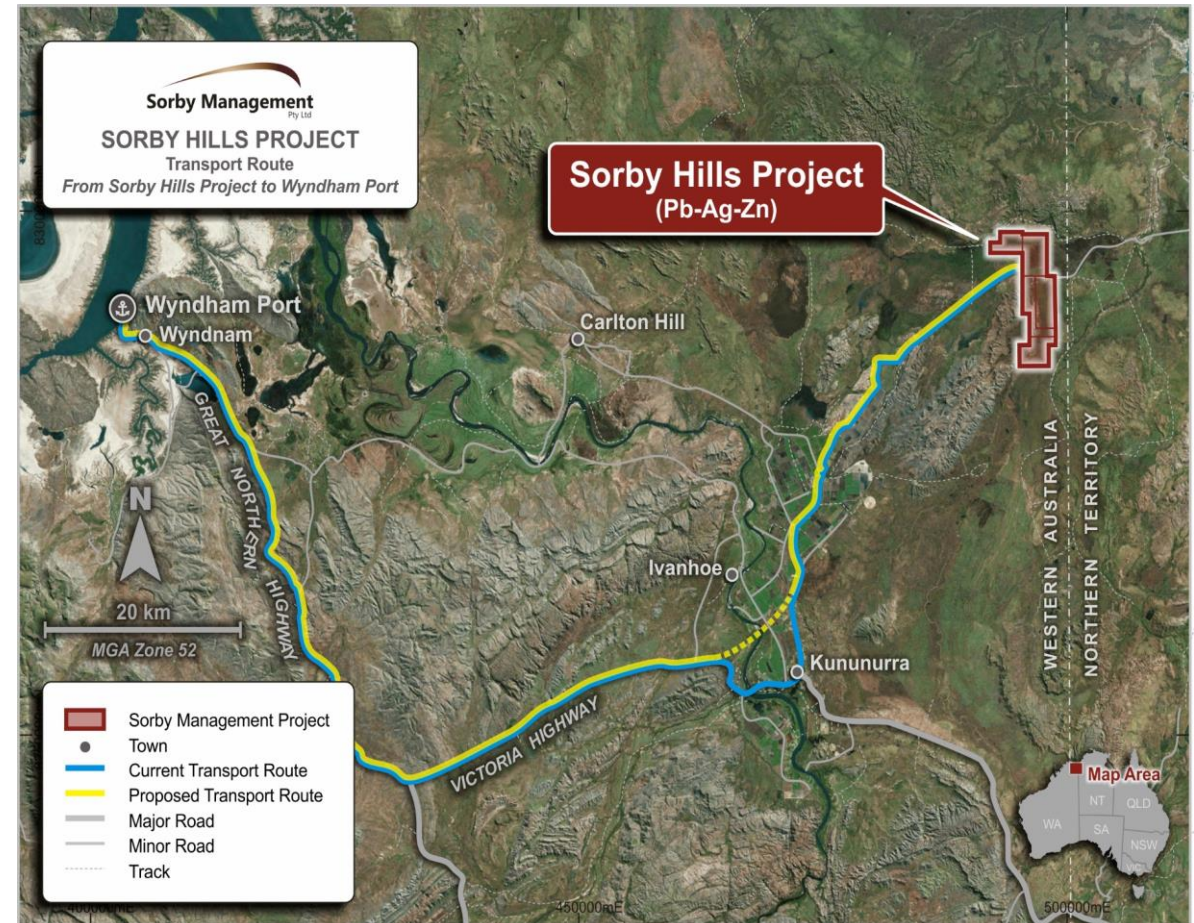 Sorby Management
Pty Ltd
SORBY HILLS PROJECT
Transport Route
From Sorby Hills Project to Wyndham Port
Sorby Hills Project
(Pb-Ag-Zn)
Wyndham Port
Wyndnam
Carlton Hill
GREAT NORTHERN HIGHWAY
N
20 km
MGA Zone 52
Ivanhoe
Kununurra
VICTORIA HIGHWAY
WESTERN AUSTRALIA
NORTHERN TERRITORY
Sorby Management Project
Town
Current Transport Route
Proposed Transport Route
Major Road
Minor Road
Track
Map Area
NT
QLD
WA
SA
NSW
VIC
450000mE
500000mE